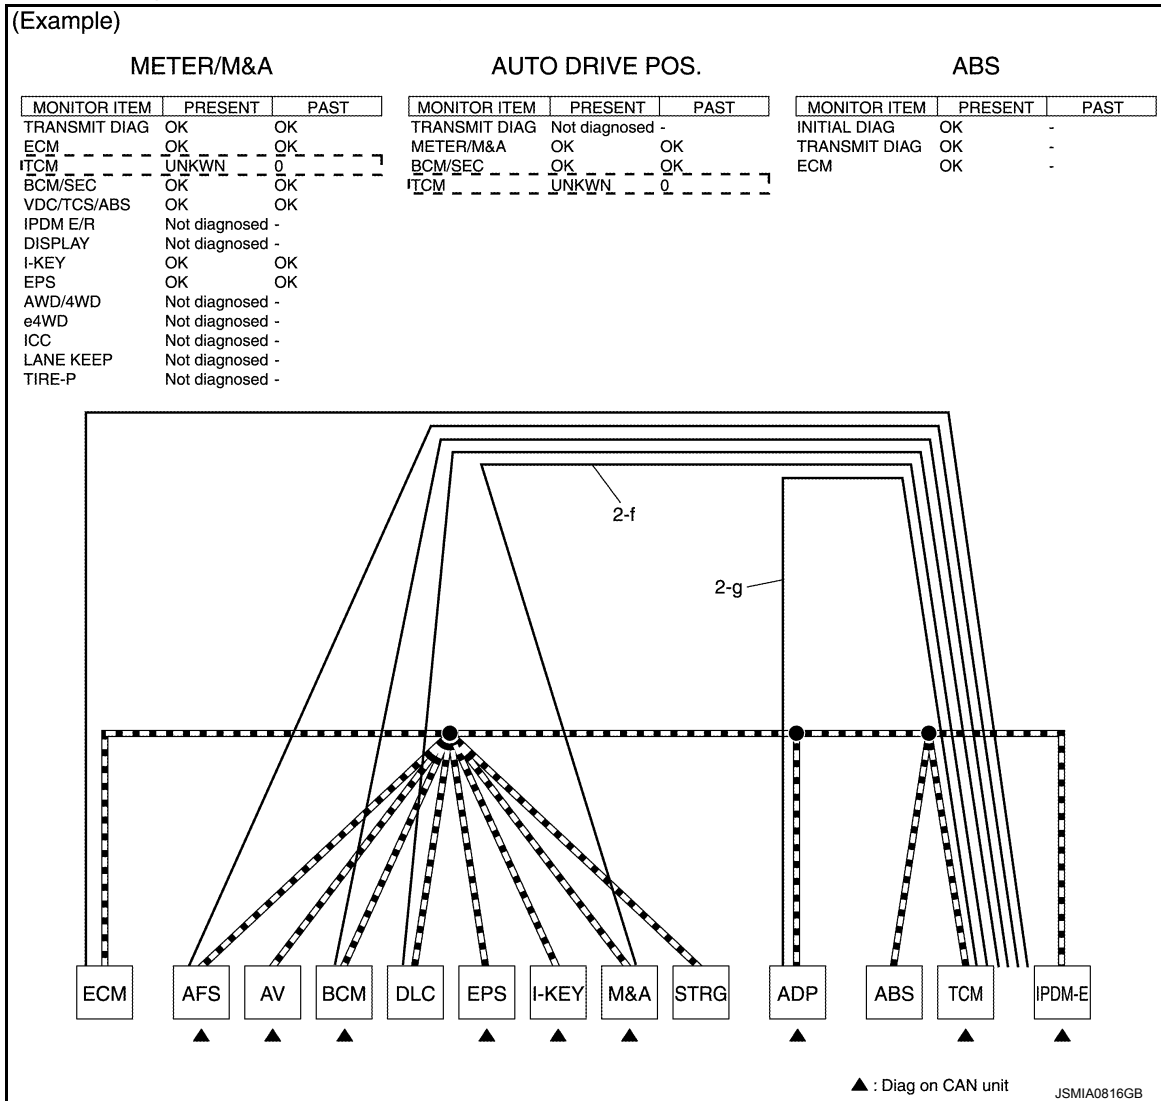 (Example)
METER/M&A
MONITOR ITEM PRESENT PAST
TRANSMIT DIAG OK OK
ECM OK OK
TCM UNKWN 0
BCM/SEC OK OK
VDC/TCS/ABS OK OK
IPDM E/R Not diagnosed -
DISPLAY Not diagnosed -
I-KEY OK OK
EPS OK OK
AWD/4WD Not diagnosed -
e4WD Not diagnosed -
ICC Not diagnosed -
LANE KEEP Not diagnosed -
TIRE-P Not diagnosed -
AUTO DRIVE POS.
MONITOR ITEM PRESENT PAST
TRANSMIT DIAG Not diagnosed -
METER/M&A OK OK
BCM/SEC OK OK
TCM UNKWN 0
ABS
MONITOR ITEM PRESENT PAST
INITIAL DIAG OK -
TRANSMIT DIAG OK -
ECM OK -
2-f
2-g
ECM AFS AV BCM DLC EPS I-KEY M&A STRG ADP ABS TCM IPDM-E
▲ : Diag on CAN unit
JSMIA0816GB